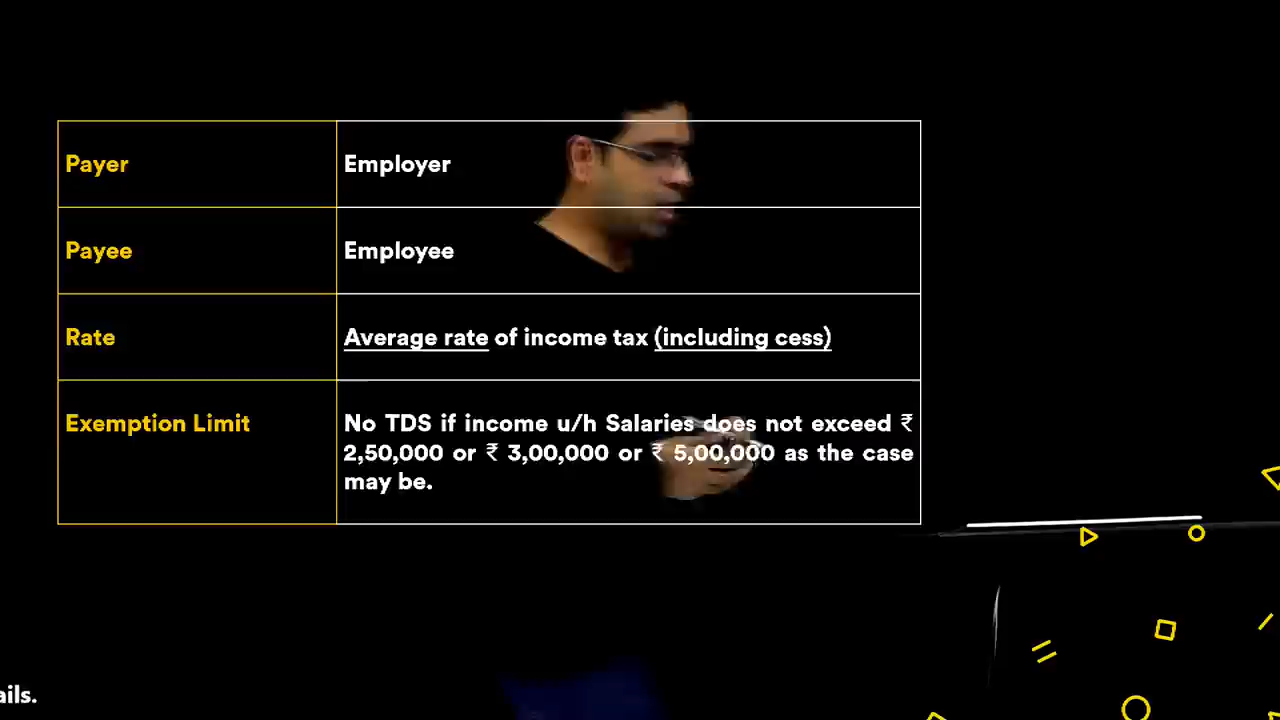 Payer
Employer
Payee
Employee
Rate
Average rate of income tax (including cess)
Exemption Limit
No TDS if income u/h Salaries does not exceed ₹
2,50,000 or ₹ 3,00,000 or ₹ 5,00,000 as the case
may be.
ails.